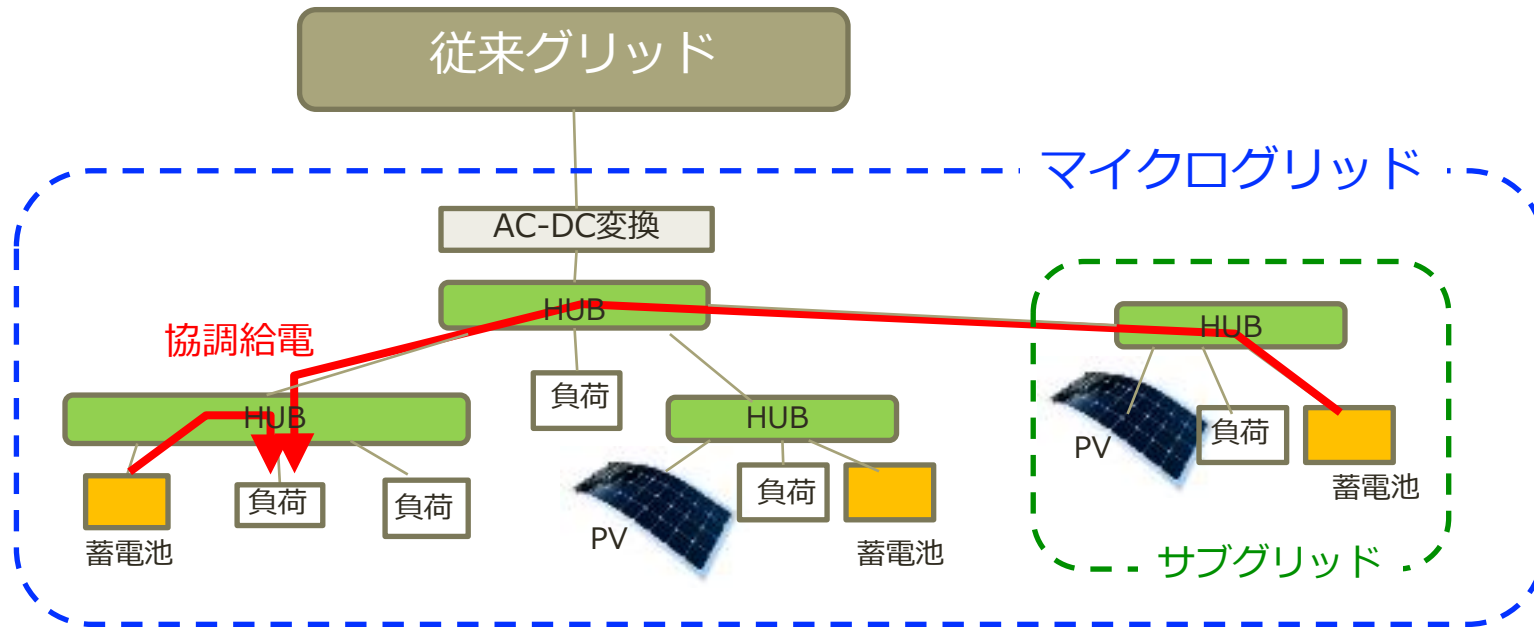 従来グリッド
マイクログリッド
AC-DC変換
HUB
HUB
協調給電
負荷
HUB
HUB
PV
負荷
蓄電池
負荷
負荷
負荷
PV
蓄電池
蓄電池
サブグリッド